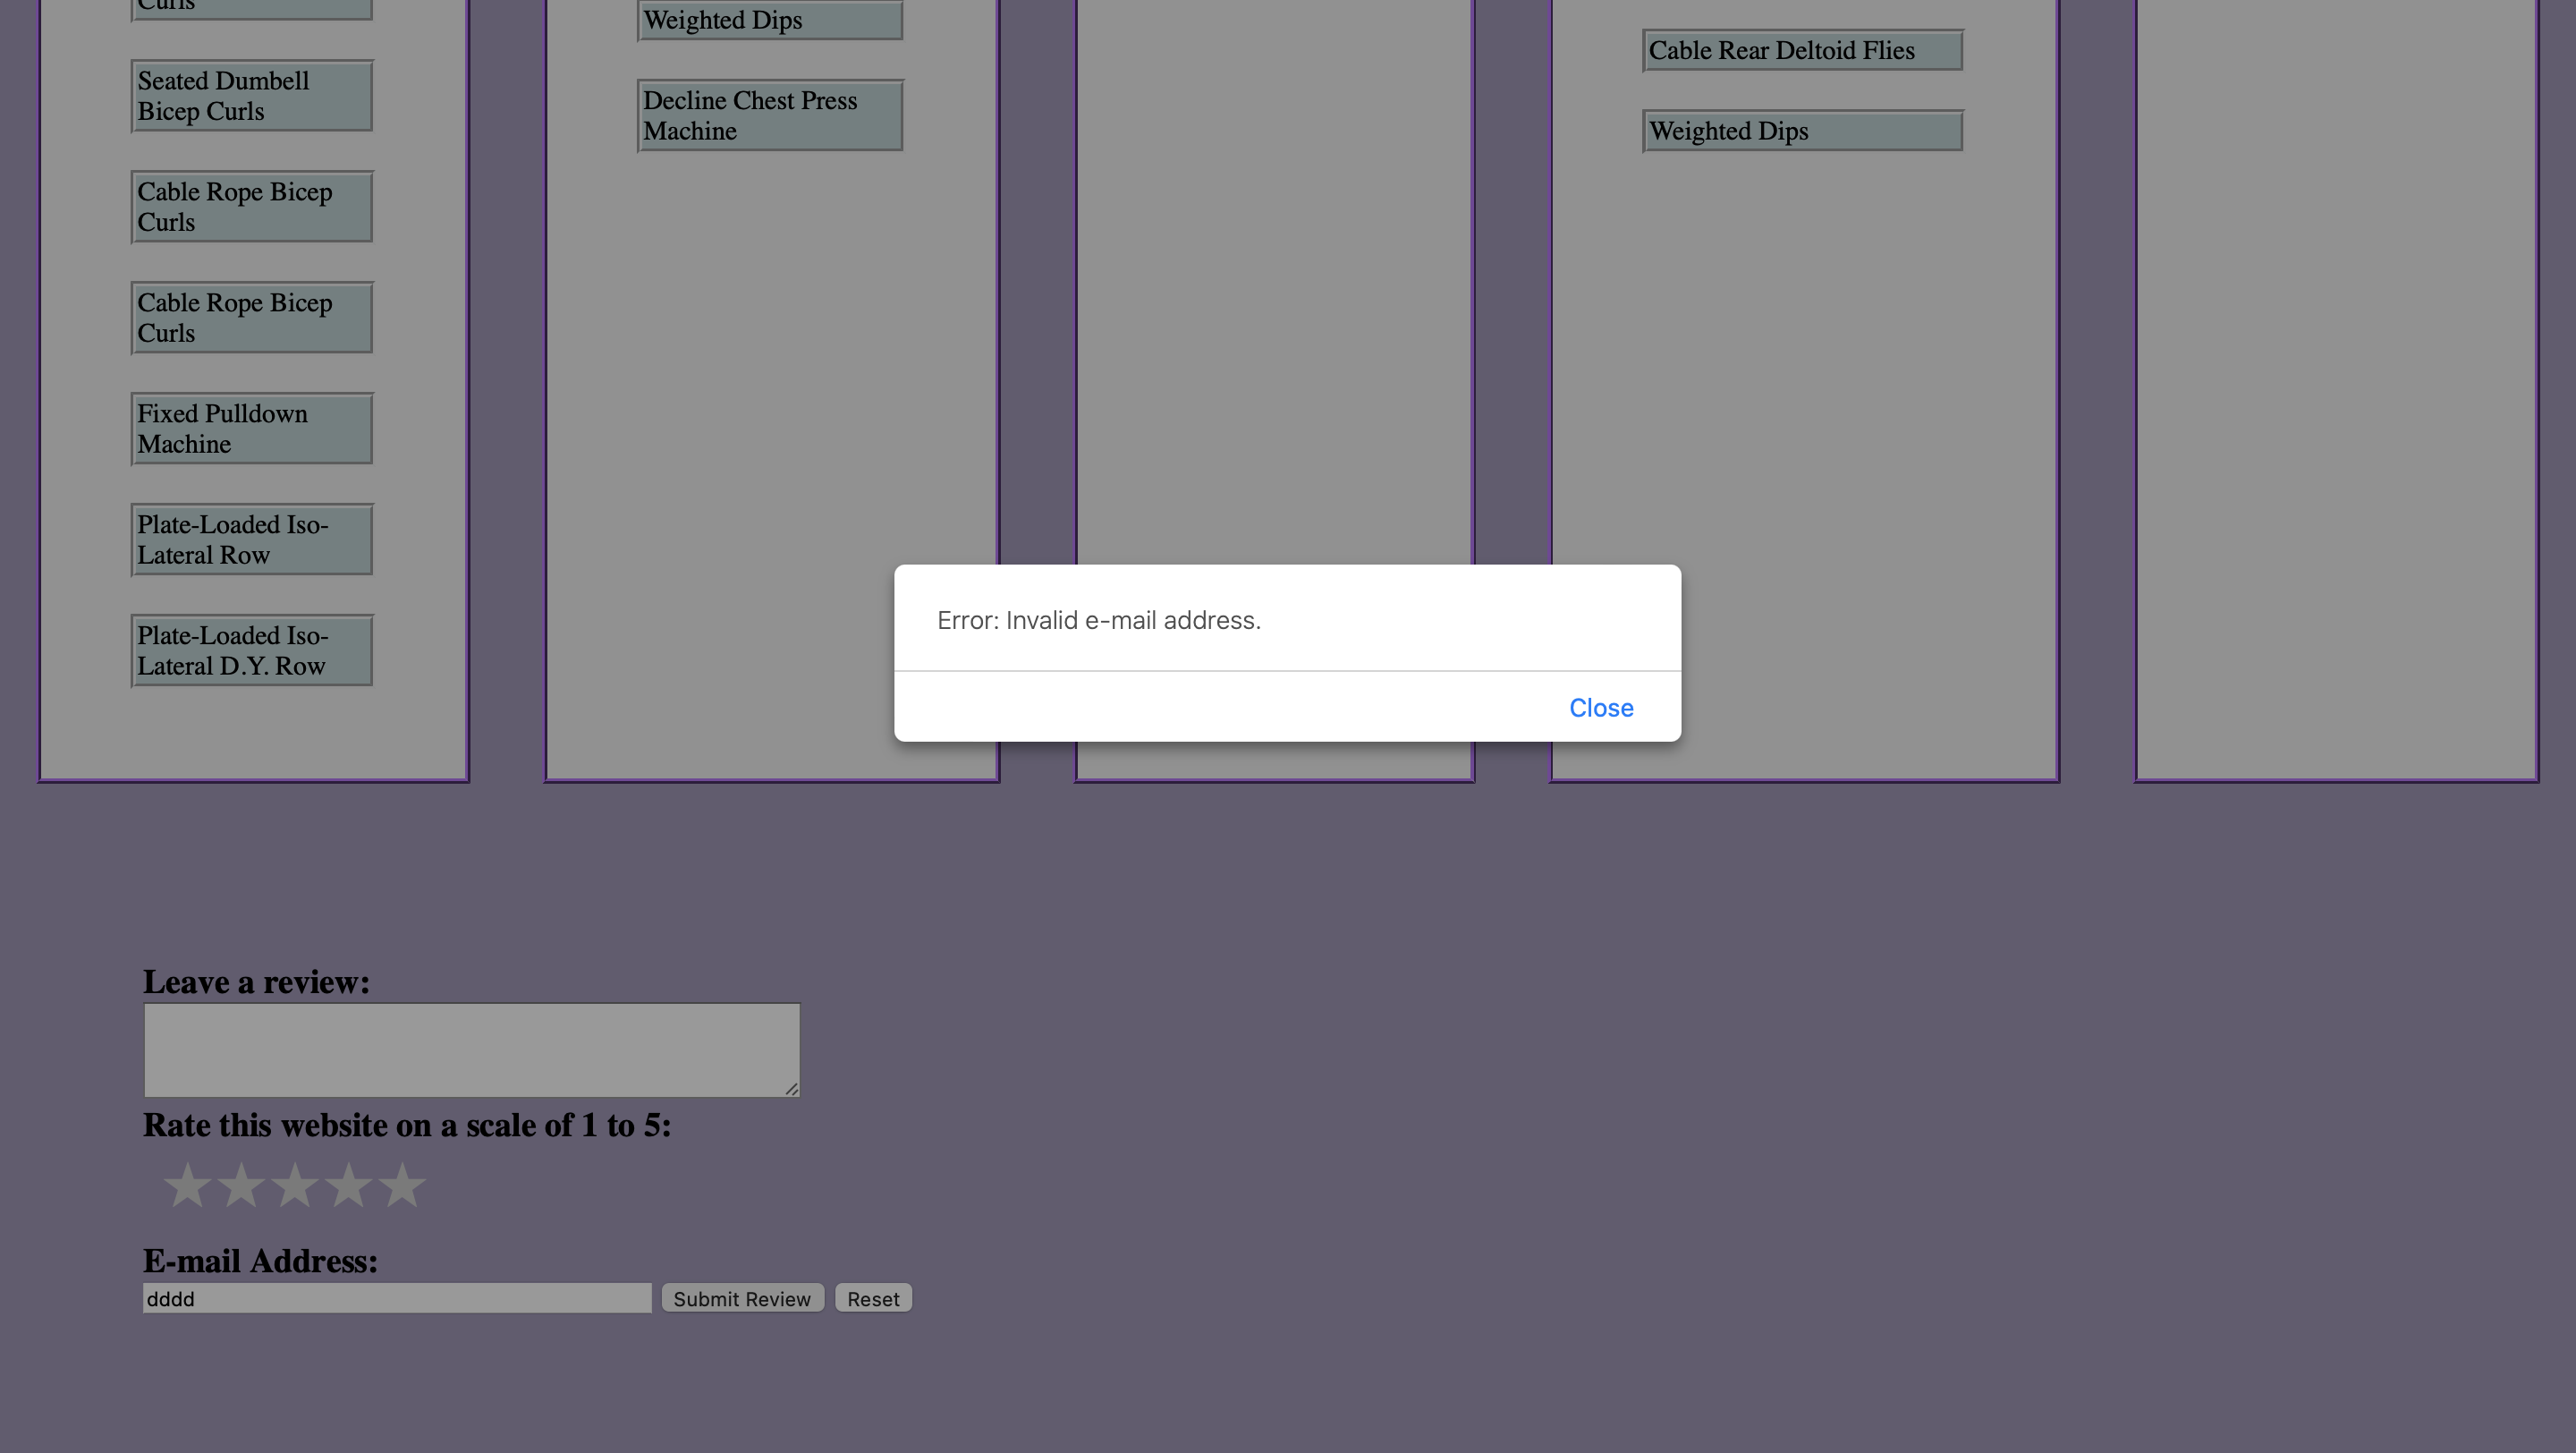 Curls
Seated Dumbell
Bicep Curls
Cable Rope Bicep
Curls
Cable Rope Bicep
Curls
Fixed Pulldown
Machine
Plate-Loaded Iso-
Lateral Row
Plate-Loaded Iso-
Lateral D.Y. Row
Weighted Dips
Decline Chest Press
Machine
Cable Rear Deltoid Flies
Weighted Dips
Error: Invalid e-mail address.
Close
Leave a review:
Rate this website on a scale of 1 to 5:
E-mail Address:
dddd
Submit Review
Reset